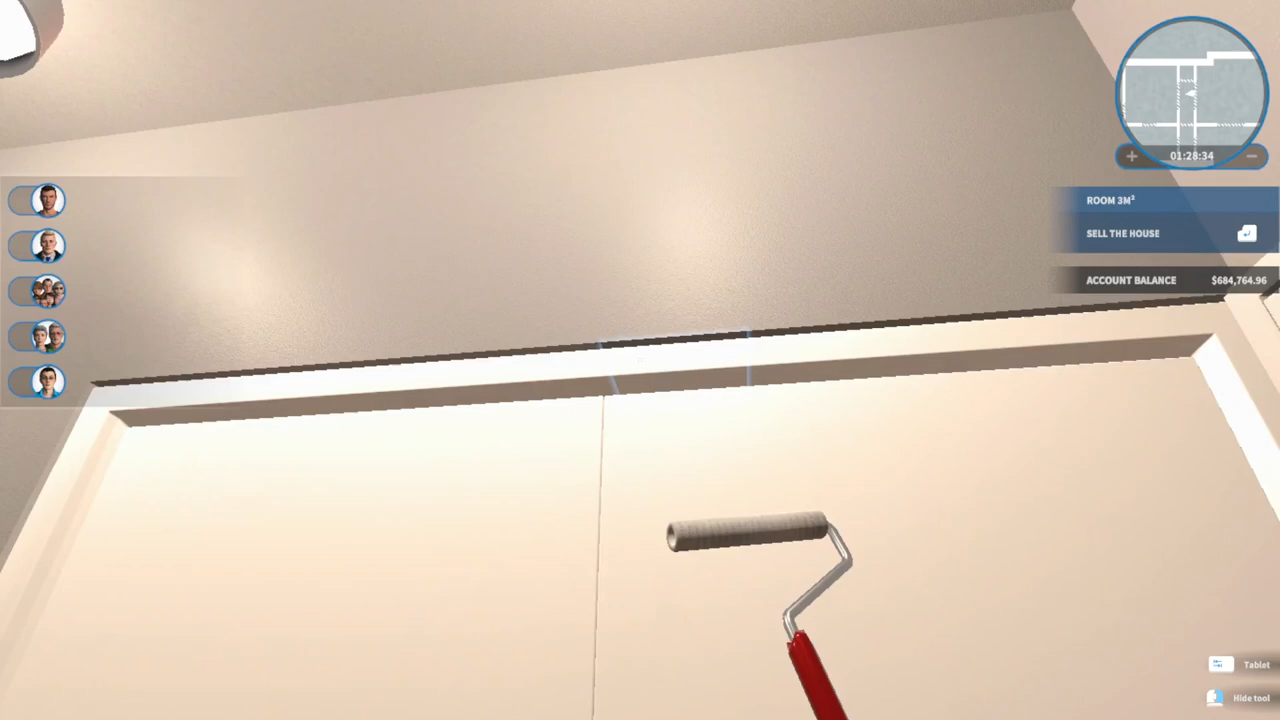 01:28:34
ROOM 3M²
SELL THE HOUSE
ACCOUNT BALANCE $684,764.96
Tablet
Hide tool